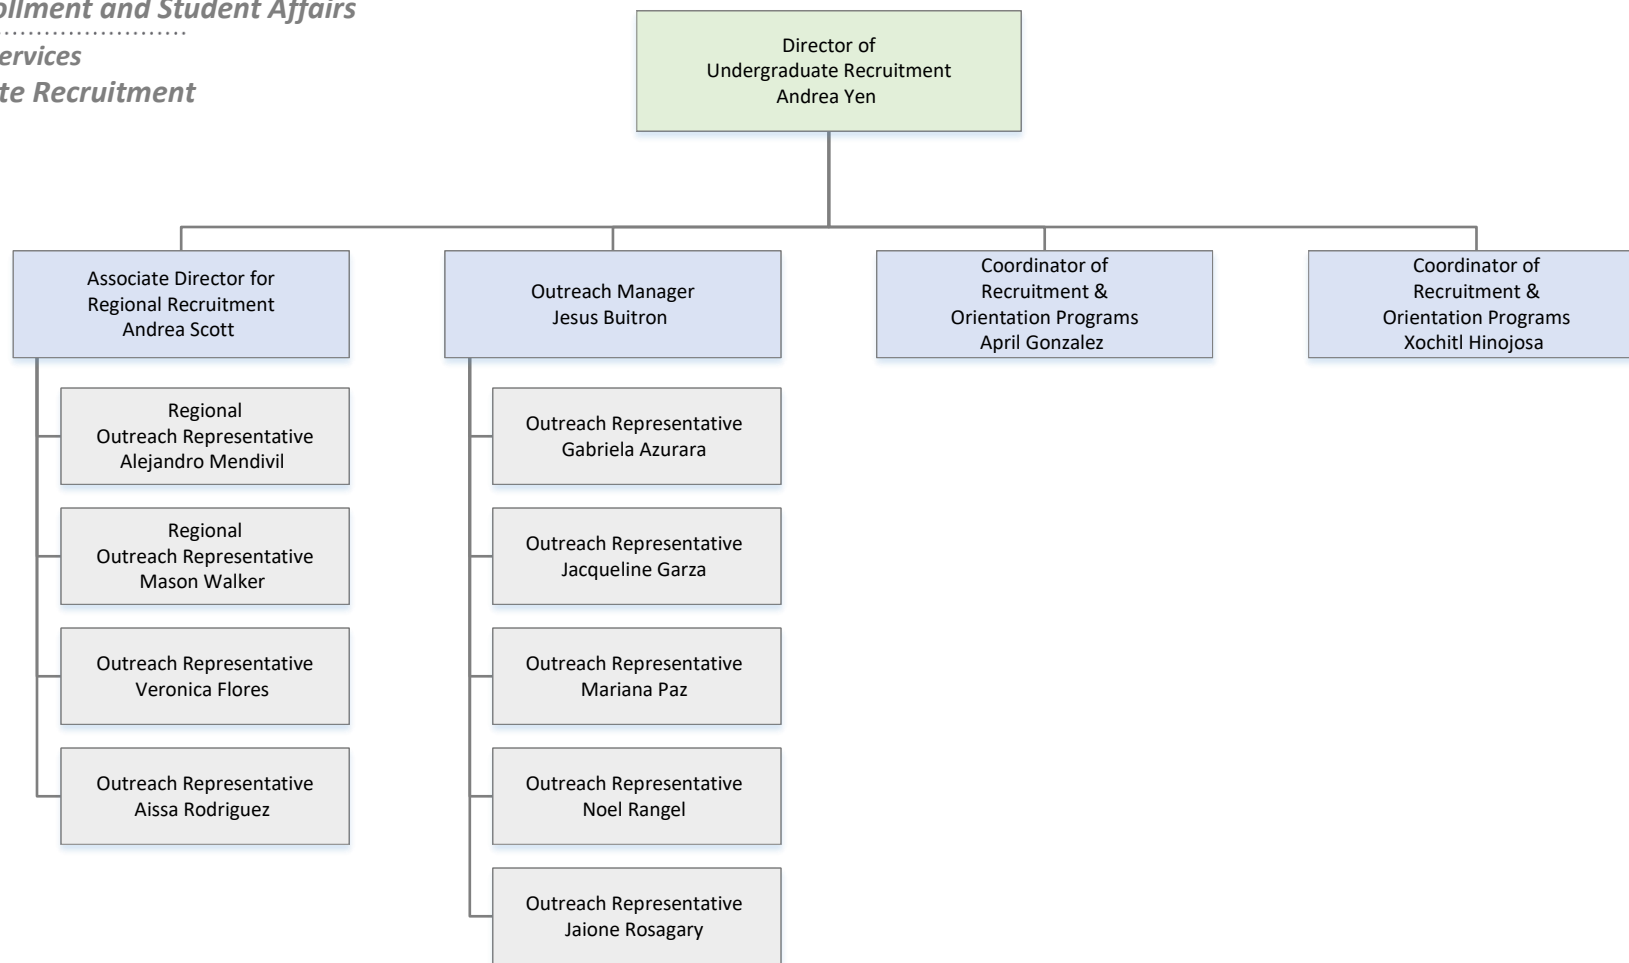 ollment and Student Affairs
ervices
te Recruitment
Director of
Undergraduate Recruitment
Andrea Yen
Associate Director for
Regional Recruitment
Andrea Scott
Regional
Outreach Representative
Alejandro Mendivil
Regional
Outreach Representative
Mason Walker
Outreach Representative
Veronica Flores
Outreach Representative
Aissa Rodriguez
Outreach Manager
Jesus Buitron
Outreach Representative
Gabriela Azurara
Outreach Representative
Jacqueline Garza
Outreach Representative
Mariana Paz
Outreach Representative
Noel Rangel
Outreach Representative
Jaione Rosagary
Coordinator of
Recruitment &
Orientation Programs
April Gonzalez
Coordinator of
Recruitment &
Orientation Programs
Xochitl Hinojosa